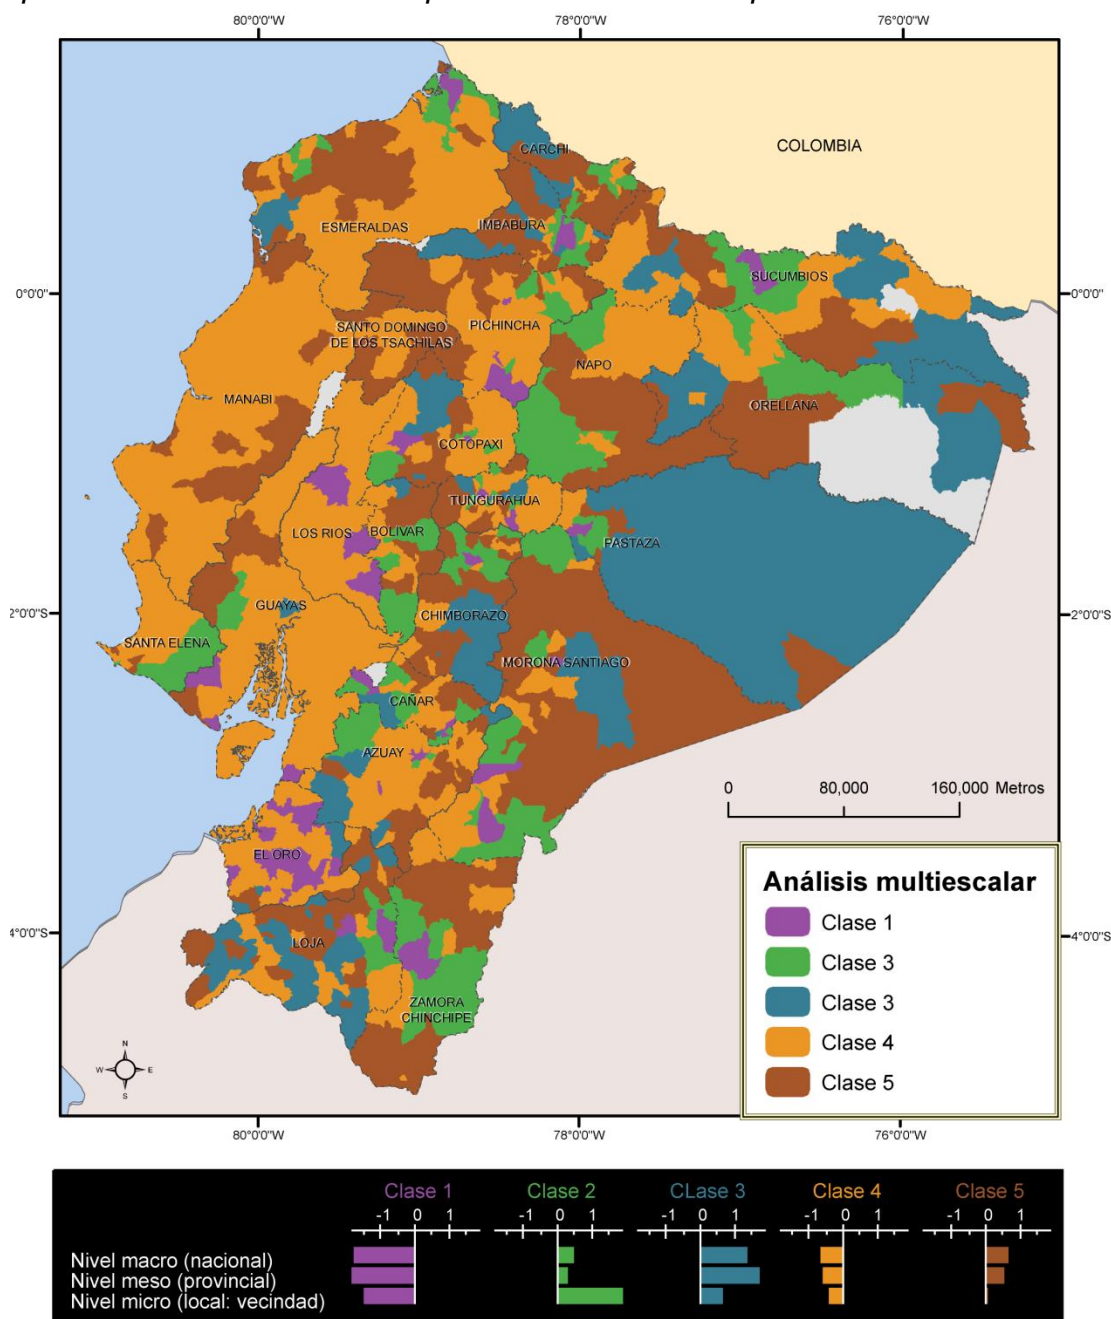 80°0'0"W 78°0'0"W 76°0'0"W
COLOMBIA
CARCHI
ESMERALDAS
IMBABURA
SUCUMBIOS
0°0'0"
0°0'0"
SANTO DOMINGO
DE LOS TSACHILAS
PICHINCHA
NAPO
MANABI
ORELLANA
COTOPAXI
TUNGURAHUA
LOS RIOS
BOLIVAR
PASTAZA
GUAYAS
CHIMBORAZO
2°0'0"S
2°0'0"S
SANTA ELENA
MORONA SANTIAGO
CAÑAR
AZUAY
0 80,000 160,000 Metros
EL ORO
LOJA
4°0'0"S
4°0'0"S
ZAMORA
CHINCHIPE
N
W E
S
Análisis multiescalar
Clase 1
Clase 3
Clase 3
Clase 4
Clase 5
80°0'0"W 78°0'0"W 76°0'0"W
Clase 1 Clase 2 CLase 3 Clase 4 Clase 5
-1 0 1 -1 0 1 -1 0 1 -1 0 1 -1 0 1
Nivel macro (nacional)
Nivel meso (provincial)
Nivel micro (local: vecindad)